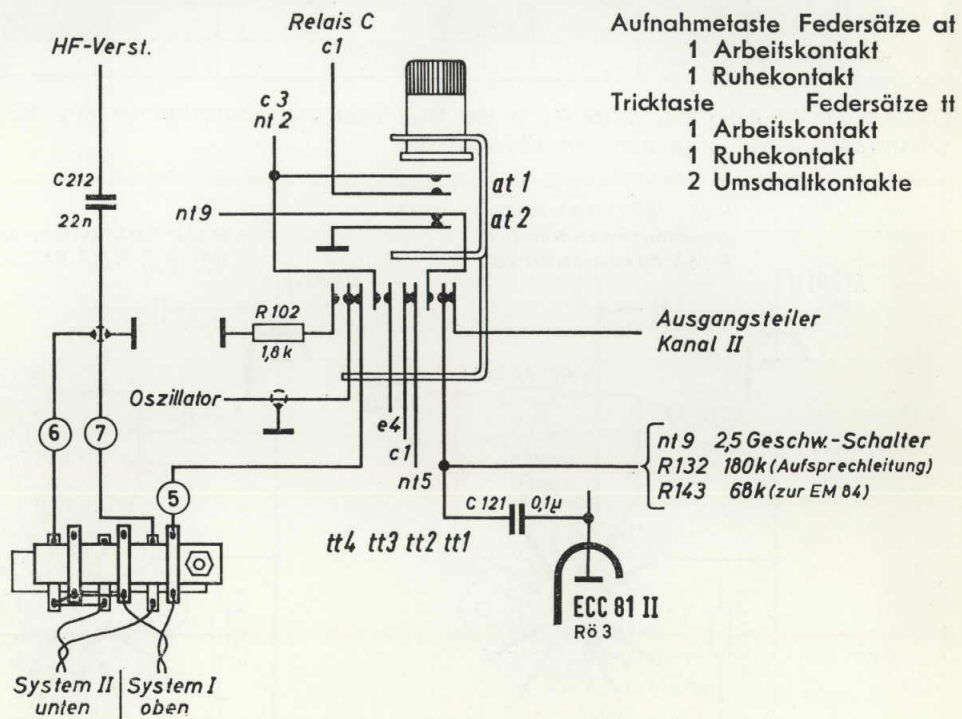 HF-Verst.
Relais C
c1
Aufnahmetaste Federsätze at
1 Arbeitskontakt
1 Ruhekontakt
Tricktaste Federsätze tt
1 Arbeitskontakt
1 Ruhekontakt
2 Umschaltkontakte
c 3
nt 2
C 212
22n
at 1
nt9
at 2
R 102
1,8 k
Ausgangsteiler
Kanal II
Oszillator
e4
c1
nt5
6
7
5
nt 9 2,5 Geschw.-Schalter
R132 180k (Aufsprechleitung)
R143 68k (zur EM 84)
C 121 0,1µ
tt4 tt3 tt2 tt1
ECC 81 II
Rö 3
System II
unten
System I
oben